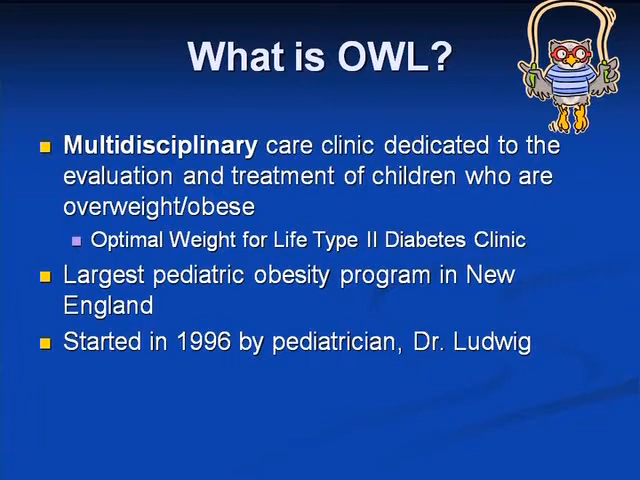 What is OWL?
Multidisciplinary care clinic dedicated to the
evaluation and treatment of children who are
overweight/obese
Optimal Weight for Life Type II Diabetes Clinic
Largest pediatric obesity program in New
England
Started in 1996 by pediatrician, Dr. Ludwig